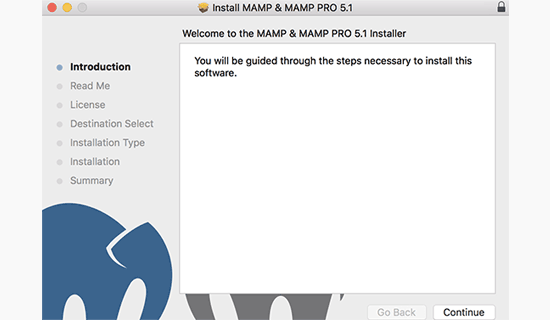 Install MAMP & MAMP PRO 5.1
Welcome to the MAMP & MAMP PRO 5.1 Installer
Introduction
Read Me
License
Destination Select
Installation Type
Installation
Summary
You will be guided through the steps necessary to install this
software.
Go Back
Continue